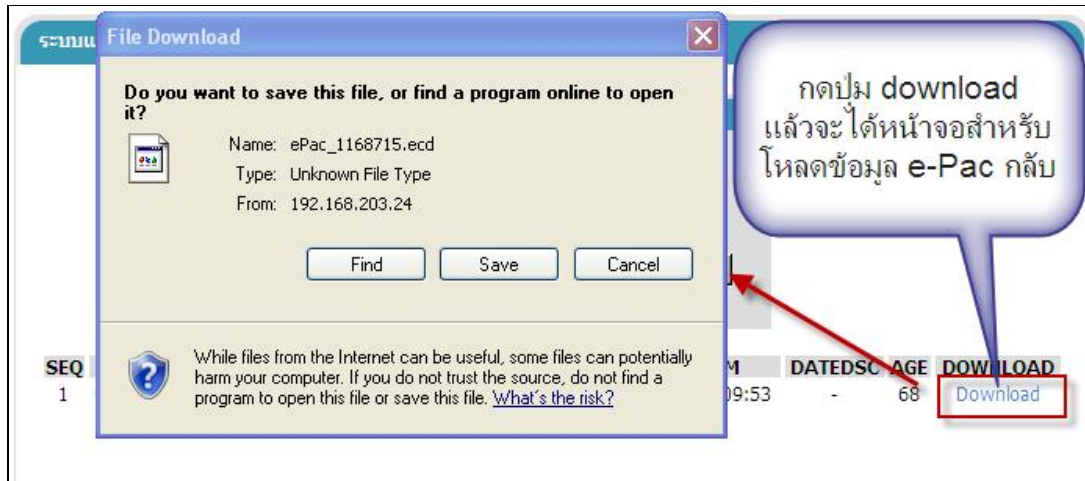 File Download
Do you want to save this file, or find a program online to open
it?
Name: ePac_1168715.ecd
Type: Unknown File Type
From: 192.168.203.24
Find Save Cancel
While files from the Internet can be useful, some files can potentially
harm your computer. If you do not trust the source, do not find a
program to open this file or save this file. What's the risk?
กดปุ่ม download
แล้วจะได้หน้าจอสำหรับ
โหลดข้อมูล e-Pac กลับ
SEQ DATEDSC AGE DOWNLOAD
1 09:53 - 68 Download